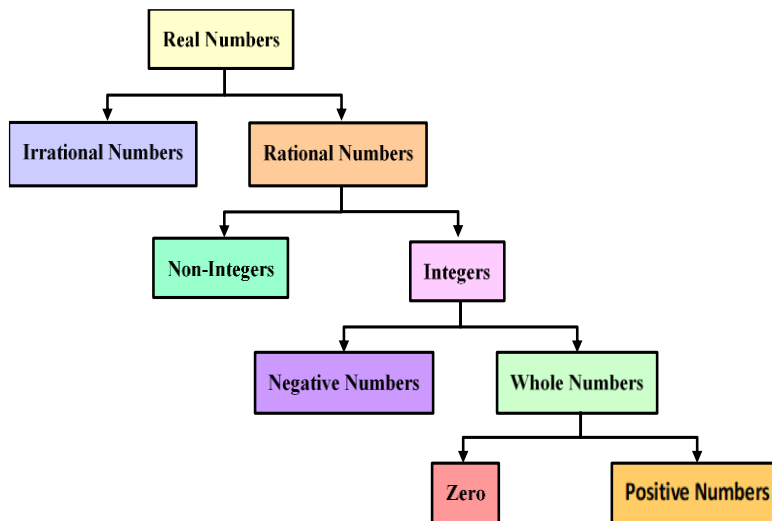 Real Numbers
Irrational Numbers
Rational Numbers
Non-Integers
Integers
Negative Numbers
Whole Numbers
Zero
Positive Numbers